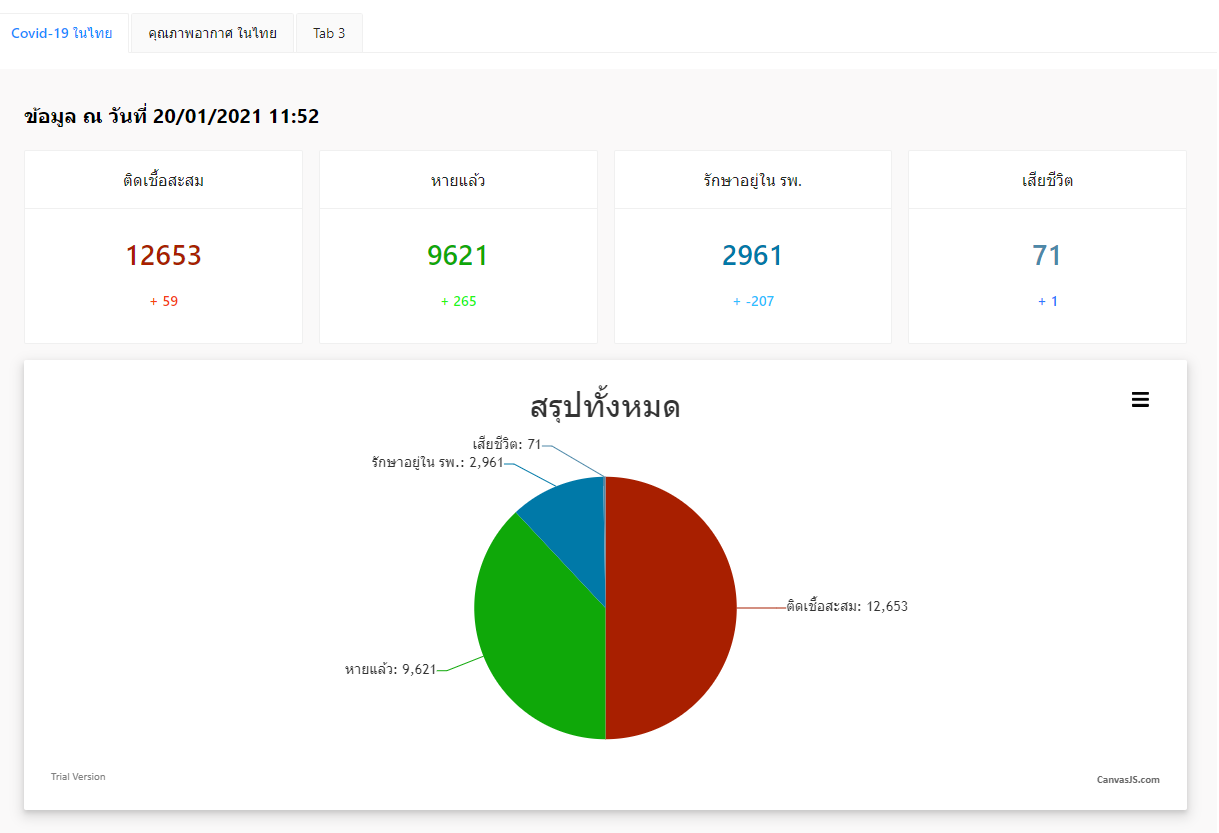 Covid-19 ในไทย คุณภาพอากาศ ในไทย Tab 3
ข้อมูล ณ วันที่ 20/01/2021 11:52
ติดเชื้อสะสม หายแล้ว รักษาอยู่ใน รพ. เสียชีวิต
12653 9621 2961 71
+ 59 + 265 + -207 + 1
สรุปทั้งหมด
เสียชีวิต: 71
รักษาอยู่ใน รพ.: 2,961
ติดเชื้อสะสม: 12,653
หายแล้ว: 9,621
Trial Version CanvasJS.com